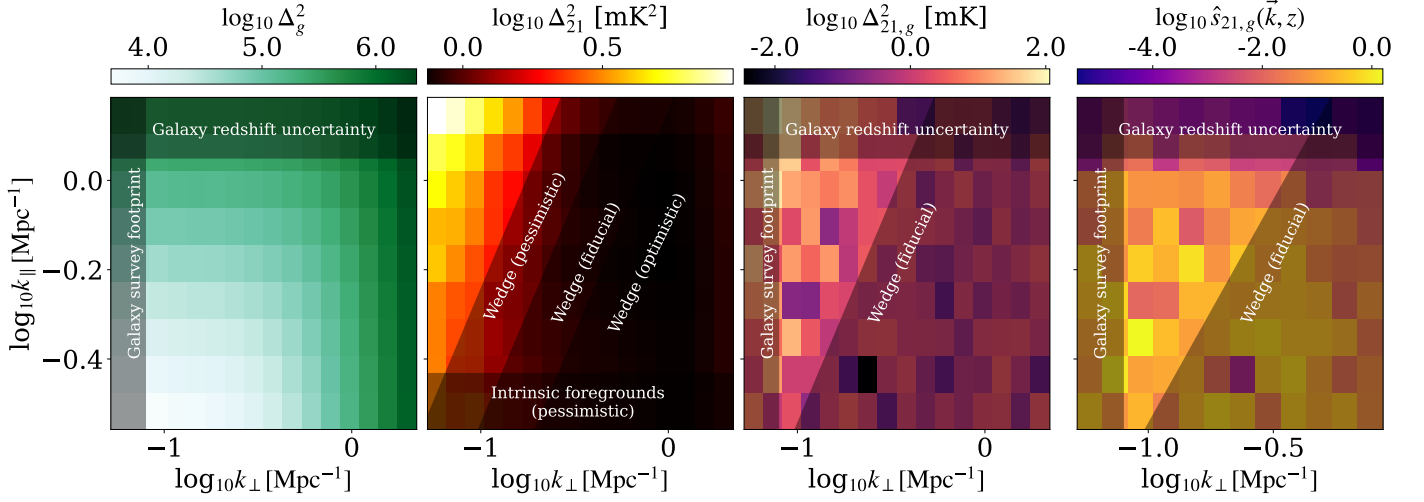 log₁₀ Δ²_g
log₁₀ Δ²₂₁ [mK²]
log₁₀ Δ²₂₁,g [mK]
log₁₀ ŝ₂₁,g(k⃗, z)
4.0 5.0 6.0
0.0 0.5
-2.0 0.0 2.0
-4.0 -2.0 0.0
Galaxy redshift uncertainty
Galaxy survey footprint
Wedge (pessimistic)
Wedge (fiducial)
Wedge (optimistic)
Intrinsic foregrounds
(pessimistic)
Galaxy redshift uncertainty
Galaxy survey footprint
Wedge (fiducial)
Galaxy redshift uncertainty
Galaxy survey footprint
Wedge (fiducial)
log₁₀k∥[Mpc⁻¹]
0.0
−0.2
−0.4
−1 0
−1 0
−1 0
−1.0 −0.5
log₁₀k⊥[Mpc⁻¹]
log₁₀k⊥[Mpc⁻¹]
log₁₀k⊥[Mpc⁻¹]
log₁₀k⊥[Mpc⁻¹]